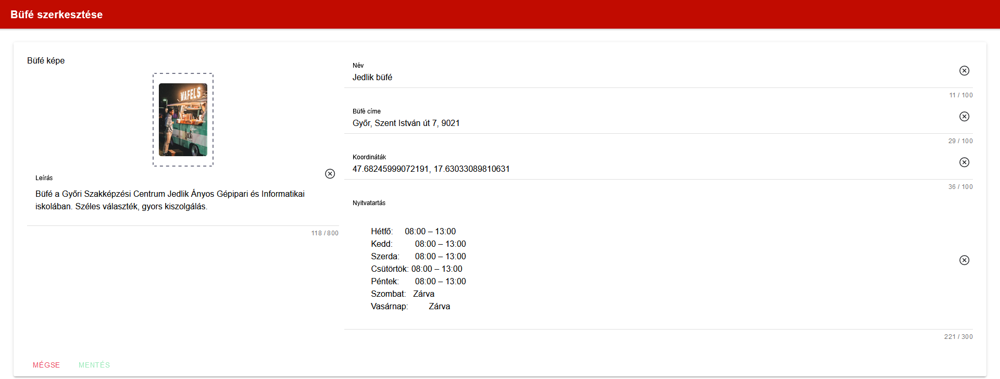 Büfé szerkesztése
Büfé képe
WAFELS
Leírás
Büfé a Győri Szakképzési Centrum Jedlik Ányos Gépipari és Informatikai
iskolában. Széles választék, gyors kiszolgálás.
118 / 800
Név
Jedlik büfé
11 / 100
Büfé címe
Győr, Szent István út 7, 9021
29 / 100
Koordináták
47.68245999072191, 17.63033089810631
36 / 100
Nyitvatartás
Hétfő: 08:00 – 13:00
Kedd: 08:00 – 13:00
Szerda: 08:00 – 13:00
Csütörtök: 08:00 – 13:00
Péntek: 08:00 – 13:00
Szombat: Zárva
Vasárnap: Zárva
221 / 300
MÉGSE MENTÉS